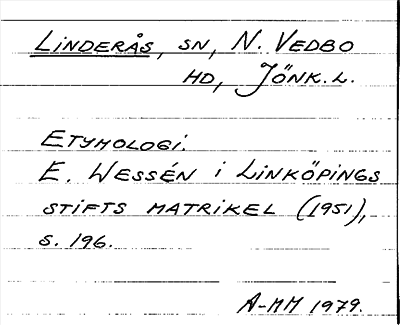 LINDERÅS, SN, N. VEDBO
HD, JÖNK.L.
ETYMOLOGI.
E. WESSÉN i LINKÖPINGS
STIFTS MATRIKEL (1951),
S. 196.
A-MM 1979.